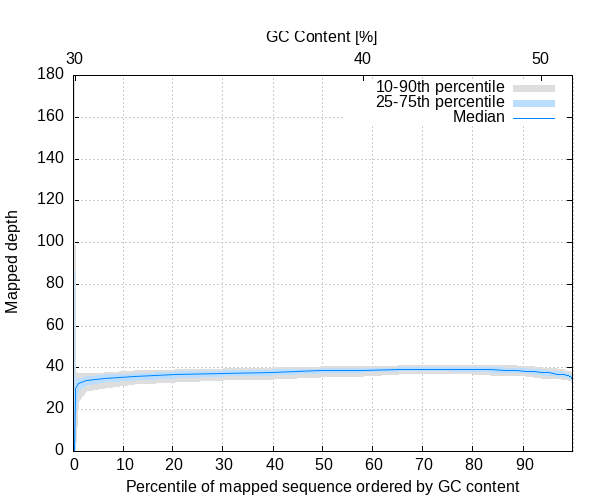 GC Content [%]
30 40 50
180
10-90th percentile
25-75th percentile
Median
160
140
120
100
80
60
40
20
0
Mapped depth
0 10 20 30 40 50 60 70 80 90
Percentile of mapped sequence ordered by GC content